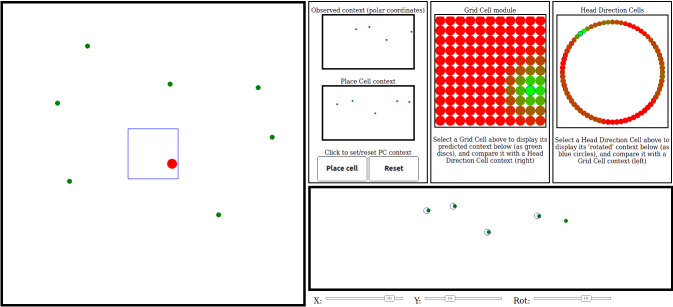 Observed context (polar coordinates)
Place Cell context
Click to set/reset PC context
Place cell
Reset
Grid Cell module
Select a Grid Cell above to display its
predicted context below (as green
discs), and compare it with a Head
Direction Cell context (right)
Head Direction Cells
Select a Head Direction Cell above to
display its 'rotated' context below (as
blue circles), and compare it with a
Grid Cell context (left)
X:
Y:
Rot: